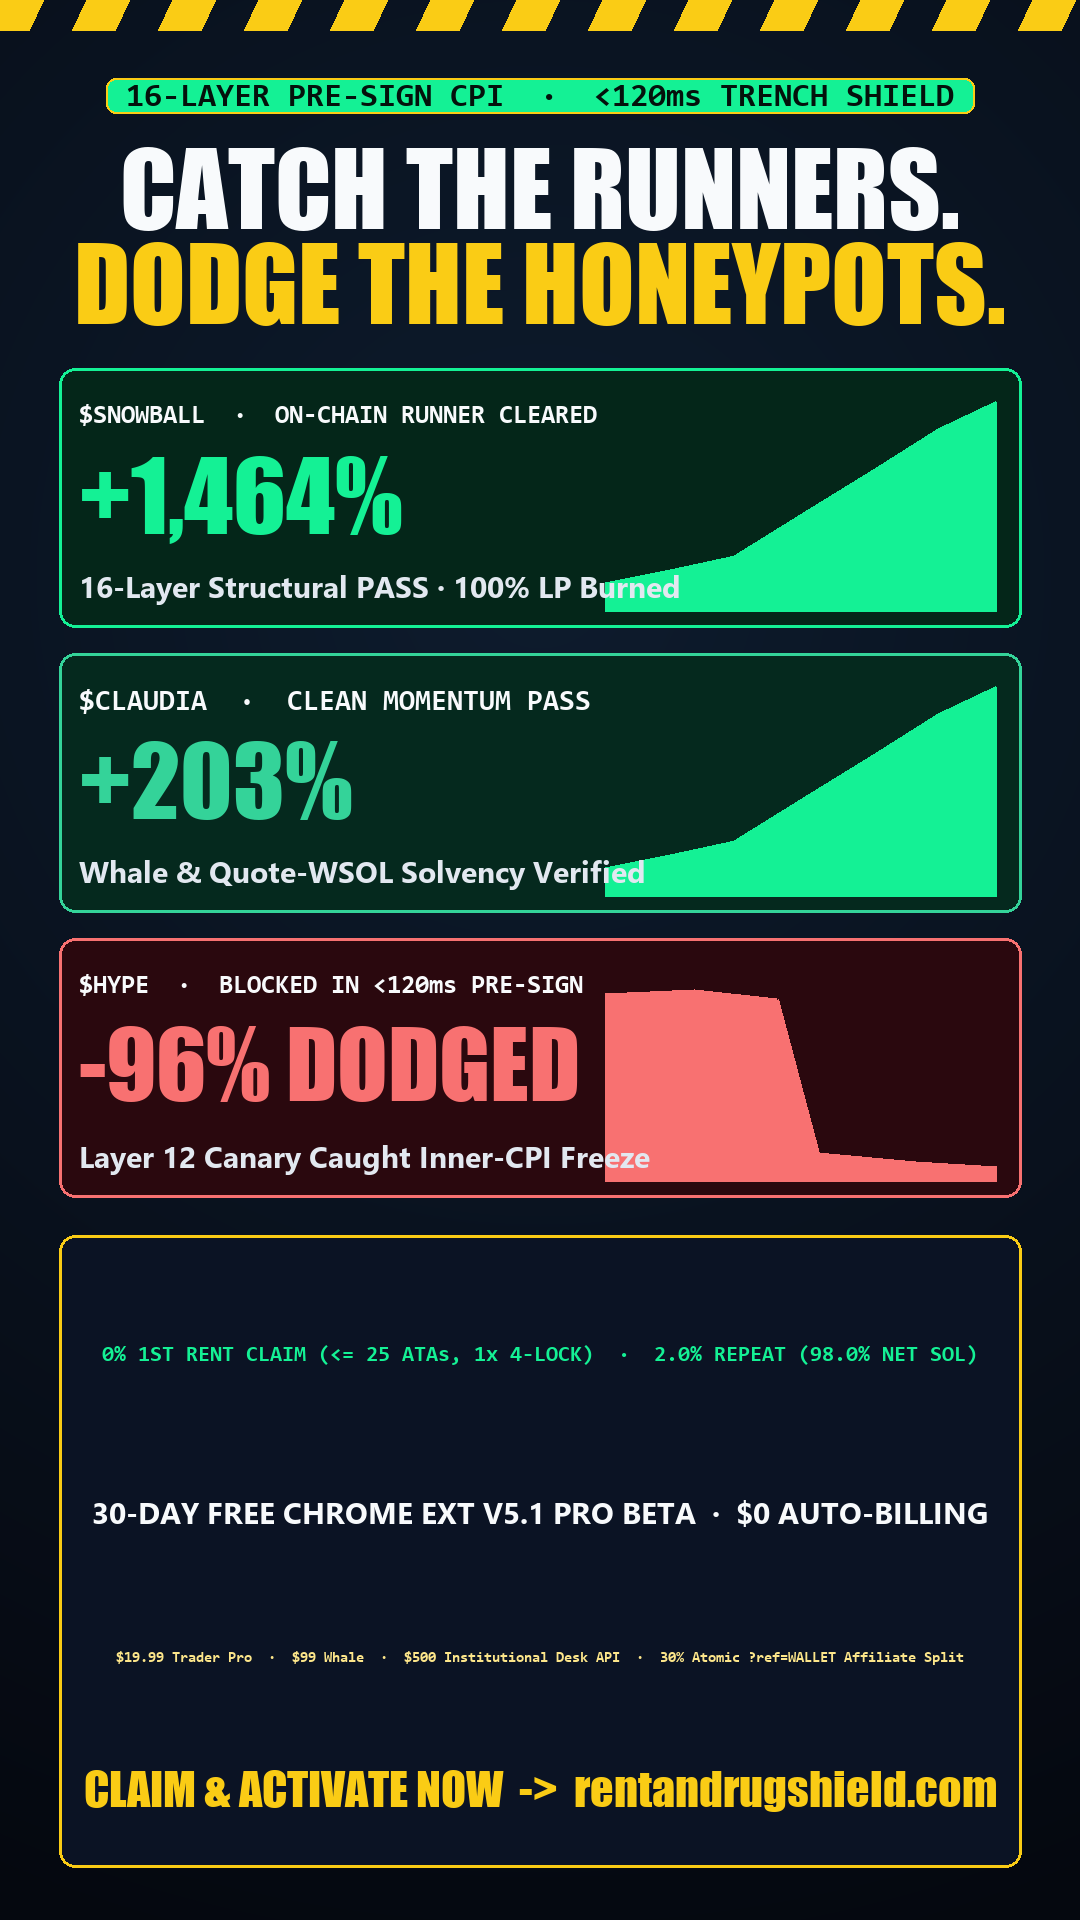 16-LAYER PRE-SIGN CPI · <120ms TRENCH SHIELD
CATCH THE RUNNERS.
DODGE THE HONEYPOTS.
$SNOWBALL · ON-CHAIN RUNNER CLEARED
+1,464%
16-Layer Structural PASS · 100% LP Burned
$CLAUDIA · CLEAN MOMENTUM PASS
+203%
Whale & Quote-WSOL Solvency Verified
$HYPE · BLOCKED IN <120ms PRE-SIGN
-96% DODGED
Layer 12 Canary Caught Inner-CPI Freeze
0% 1ST RENT CLAIM (<= 25 ATAs, 1x 4-LOCK) · 2.0% REPEAT (98.0% NET SOL)
30-DAY FREE CHROME EXT V5.1 PRO BETA · $0 AUTO-BILLING
$19.99 Trader Pro · $99 Whale · $500 Institutional Desk API · 30% Atomic ?ref=WALLET Affiliate Split
CLAIM & ACTIVATE NOW -> rentandrugshield.com